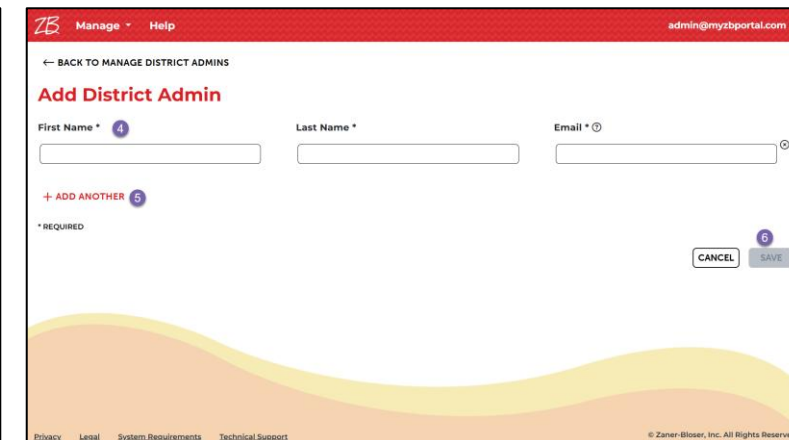 ZB Manage Help admin@myzbportal.com
← BACK TO MANAGE DISTRICT ADMINS
Add District Admin
First Name * 4 Last Name * Email * ?
+ ADD ANOTHER 5
* REQUIRED
6
CANCEL SAVE
Privacy Legal System Requirements Technical Support © Zaner-Bloser, Inc. All Rights Reserve